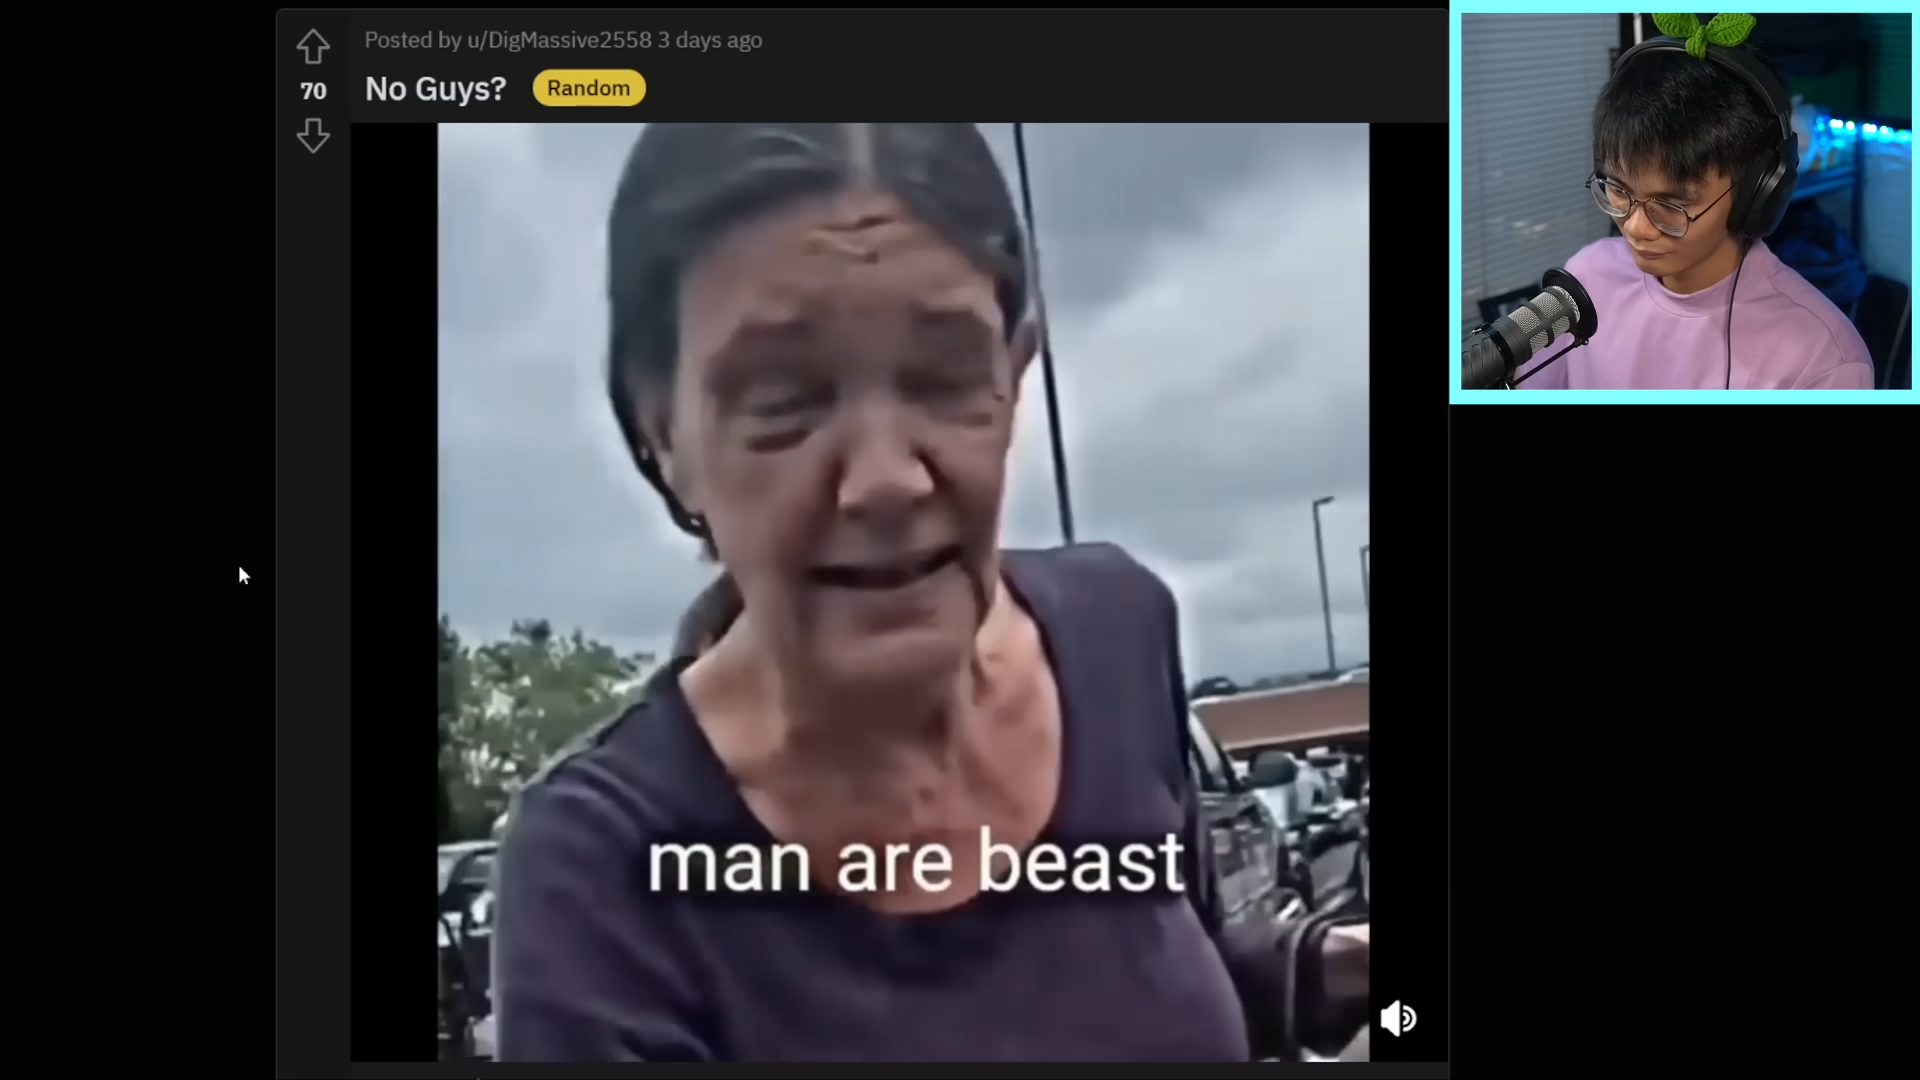 Posted by u/DigMassive2558 3 days ago
70
No Guys?
Random
man are beast